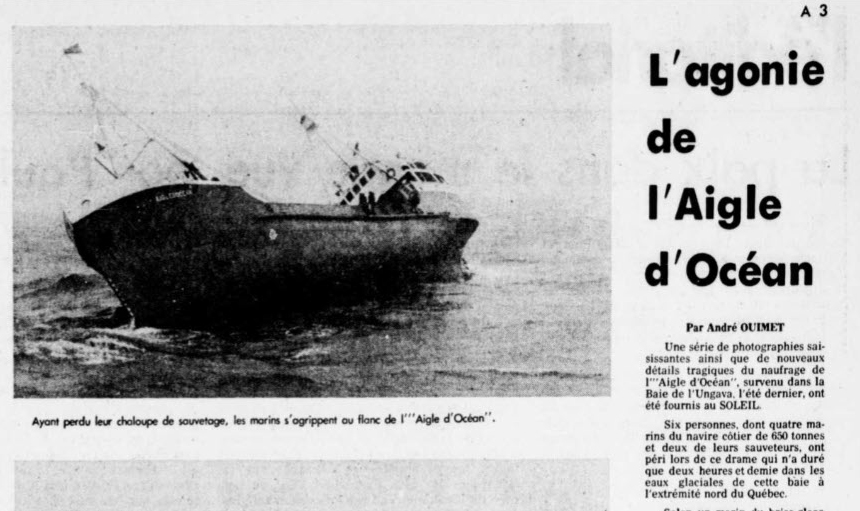 A 3
L'agonie
de
l'Aigle
d'Océan
Par André OUIMET
Une série de photographies sai-
sissantes ainsi que de nouveaux
détails tragiques du naufrage de
l'"Aigle d'Océan", survenu dans la
Baie de l'Ungava, l'été dernier, ont
été fournis au SOLEIL.
Six personnes, dont quatre ma-
rins du navire côtier de 650 tonnes
et deux de leurs sauveteurs, ont
péri lors de ce drame qui n'a duré
que deux heures et demie dans les
eaux glaciales de cette baie à
l'extrémité nord du Québec.
Ayant perdu leur chaloupe de sauvetage, les marins s'agrippent au flanc de l'"Aigle d'Océan".